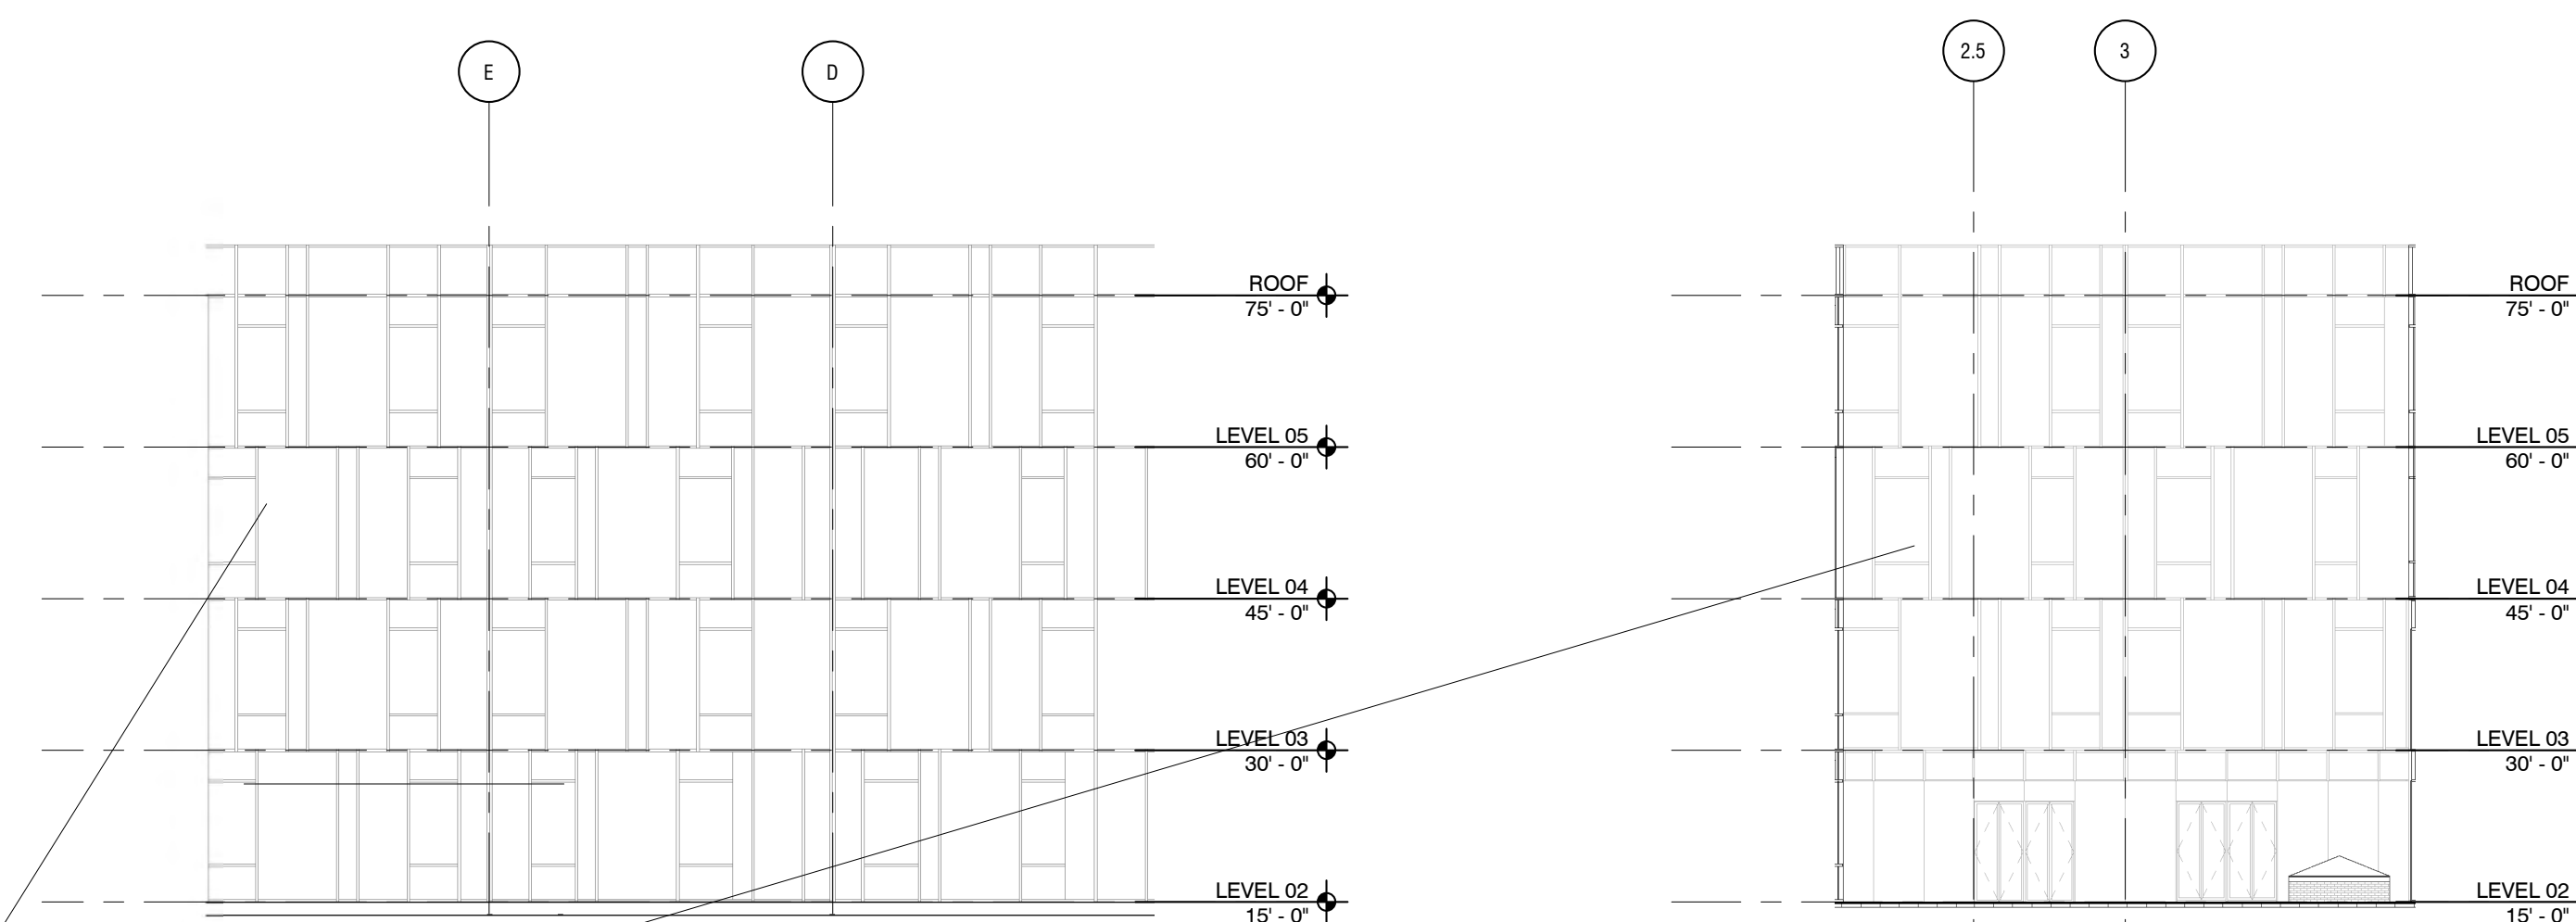 E
D
2.5
3
ROOF
75' - 0"
LEVEL 05
60' - 0"
LEVEL 04
45' - 0"
LEVEL 03
30' - 0"
LEVEL 02
15' - 0"
ROOF
75' - 0"
LEVEL 05
60' - 0"
LEVEL 04
45' - 0"
LEVEL 03
30' - 0"
LEVEL 02
15' - 0"